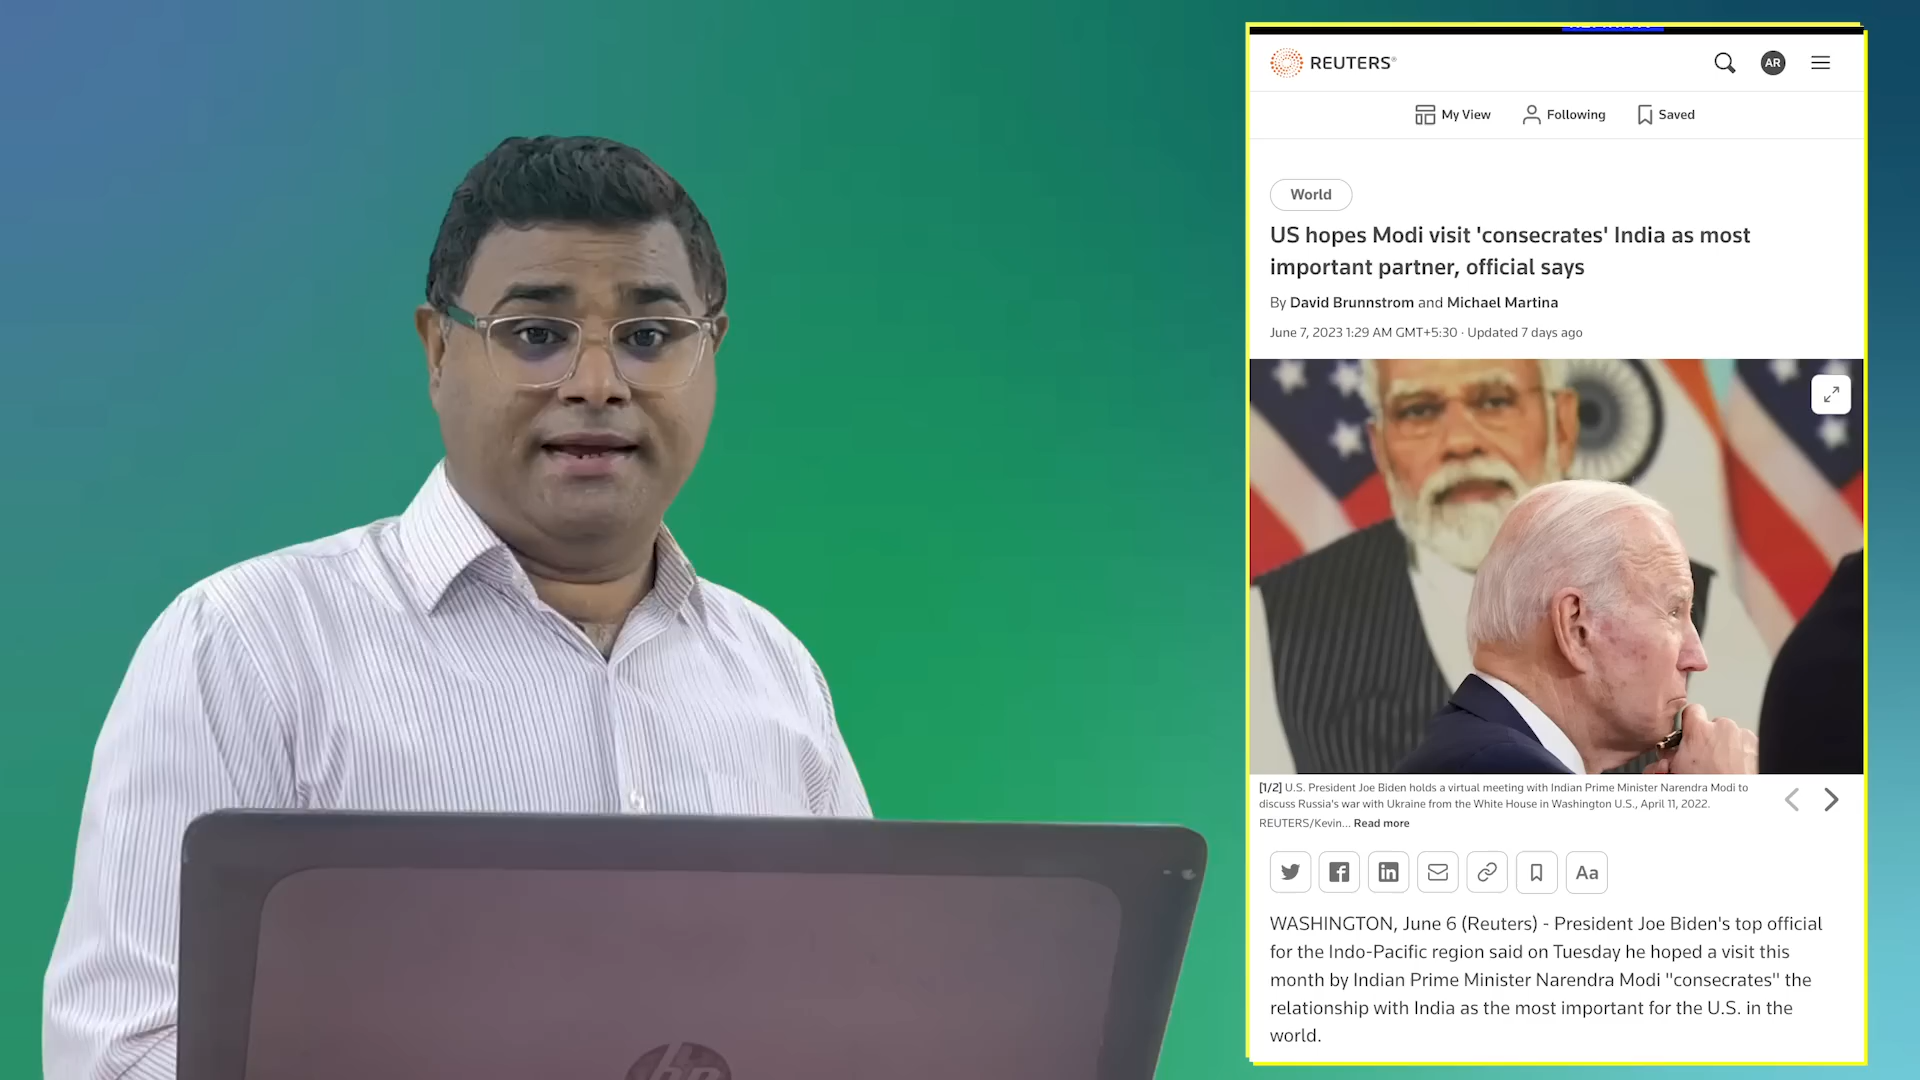 REUTERS®
AR
My View
Following
Saved
World
US hopes Modi visit 'consecrates' India as most
important partner, official says
By David Brunnstrom and Michael Martina
June 7, 2023 1:29 AM GMT+5:30 · Updated 7 days ago
[1/2] U.S. President Joe Biden holds a virtual meeting with Indian Prime Minister Narendra Modi to
discuss Russia's war with Ukraine from the White House in Washington U.S., April 11, 2022.
REUTERS/Kevin... Read more
Aa
WASHINGTON, June 6 (Reuters) - President Joe Biden's top official
for the Indo-Pacific region said on Tuesday he hoped a visit this
month by Indian Prime Minister Narendra Modi "consecrates" the
relationship with India as the most important for the U.S. in the
world.
hp